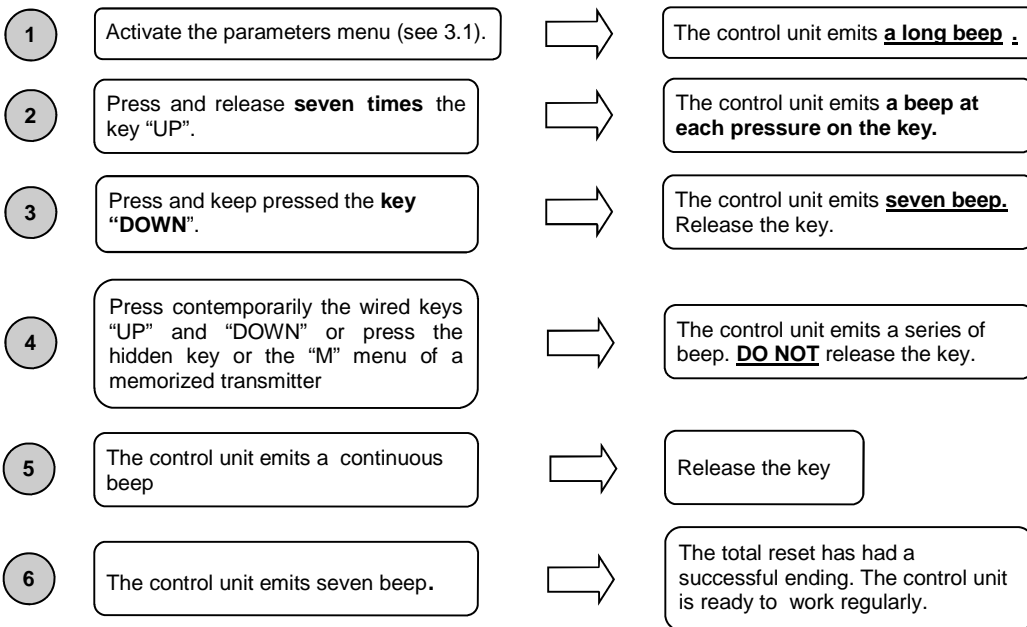 1
Activate the parameters menu (see 3.1).
The control unit emits a long beep .
2
Press and release seven times the
key “UP”.
The control unit emits a beep at
each pressure on the key.
3
Press and keep pressed the key
“DOWN”.
The control unit emits seven beep.
Release the key.
4
Press contemporarily the wired keys
“UP” and “DOWN” or press the
hidden key or the “M” menu of a
memorized transmitter
The control unit emits a series of
beep. DO NOT release the key.
5
The control unit emits a continuous
beep
Release the key
6
The control unit emits seven beep.
The total reset has had a
successful ending. The control unit
is ready to work regularly.